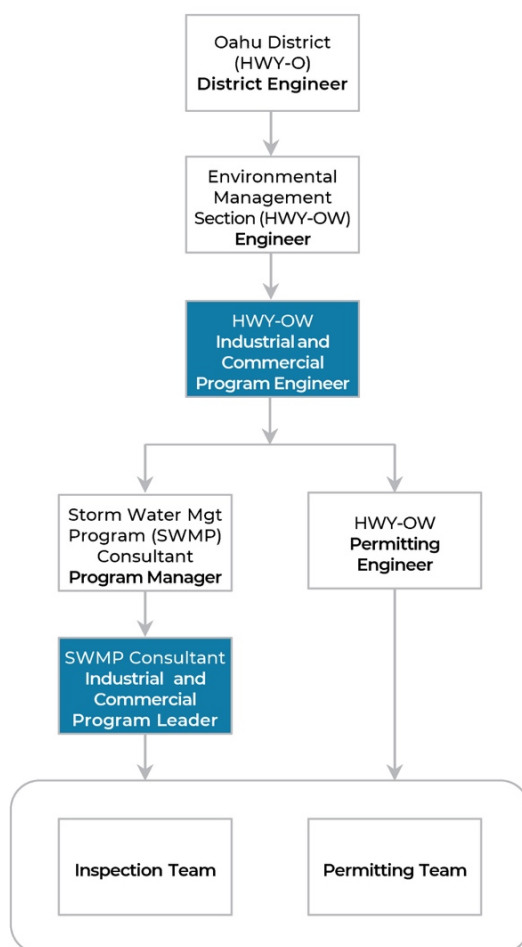 Oahu District
(HWY-O)
District Engineer
Environmental
Management
Section (HWY-OW)
Engineer
HWY-OW
Industrial and
Commercial
Program Engineer
Storm Water Mgt
Program (SWMP)
Consultant
Program Manager
HWY-OW
Permitting
Engineer
SWMP Consultant
Industrial and
Commercial
Program Leader
Inspection Team
Permitting Team